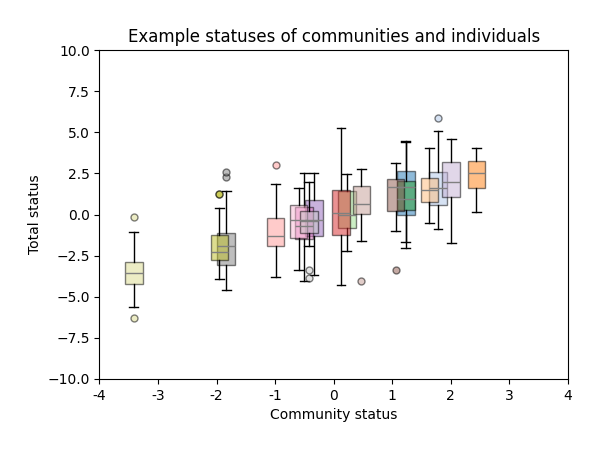 Example statuses of communities and individuals
10.0
7.5
5.0
2.5
0.0
−2.5
−5.0
−7.5
−10.0
Total status
-4 -3 -2 -1 0 1 2 3 4
Community status